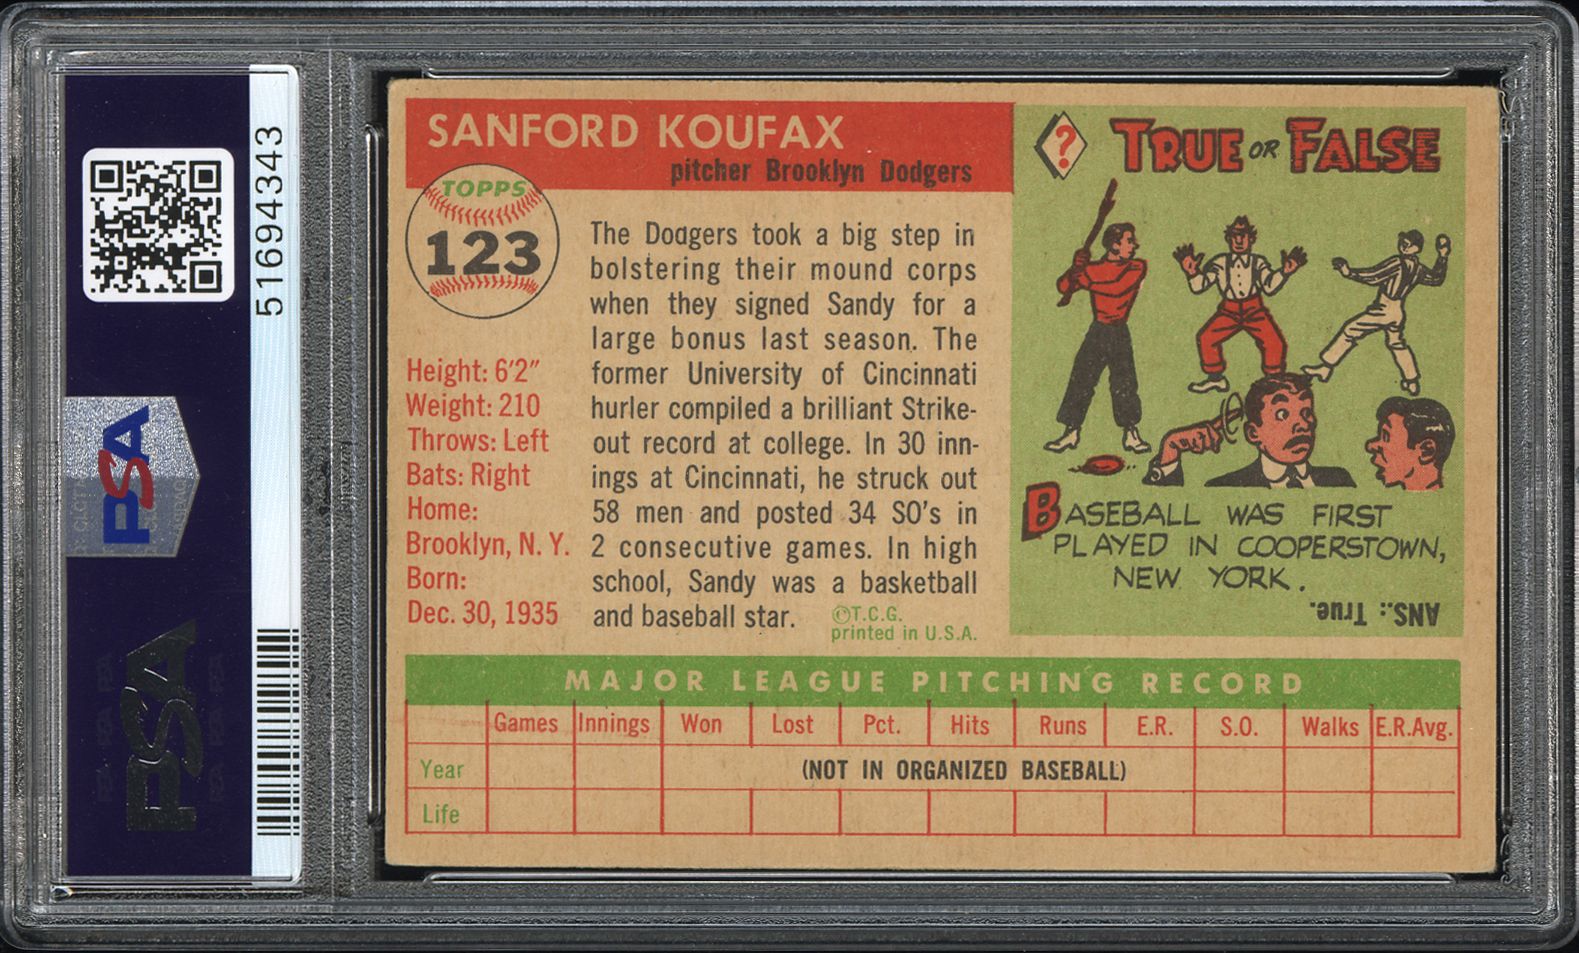 51694343
PSA
PSA
SANFORD KOUFAX
pitcher Brooklyn Dodgers
TOPPS
123
Height: 6'2"
Weight: 210
Throws: Left
Bats: Right
Home:
Brooklyn, N. Y.
Born:
Dec. 30, 1935
The Dodgers took a big step in
bolstering their mound corps
when they signed Sandy for a
large bonus last season. The
former University of Cincinnati
hurler compiled a brilliant Strike-
out record at college. In 30 inn-
ings at Cincinnati, he struck out
58 men and posted 34 SO's in
2 consecutive games. In high
school, Sandy was a basketball
and baseball star.
©T.C.G.
printed in U.S.A.
? TRUE OR FALSE
BASEBALL WAS FIRST
PLAYED IN COOPERSTOWN,
NEW YORK.
ANS.: True.
MAJOR LEAGUE PITCHING RECORD
Games Innings Won Lost Pct. Hits Runs E.R. S.O. Walks E.R.Avg.
Year (NOT IN ORGANIZED BASEBALL)
Life